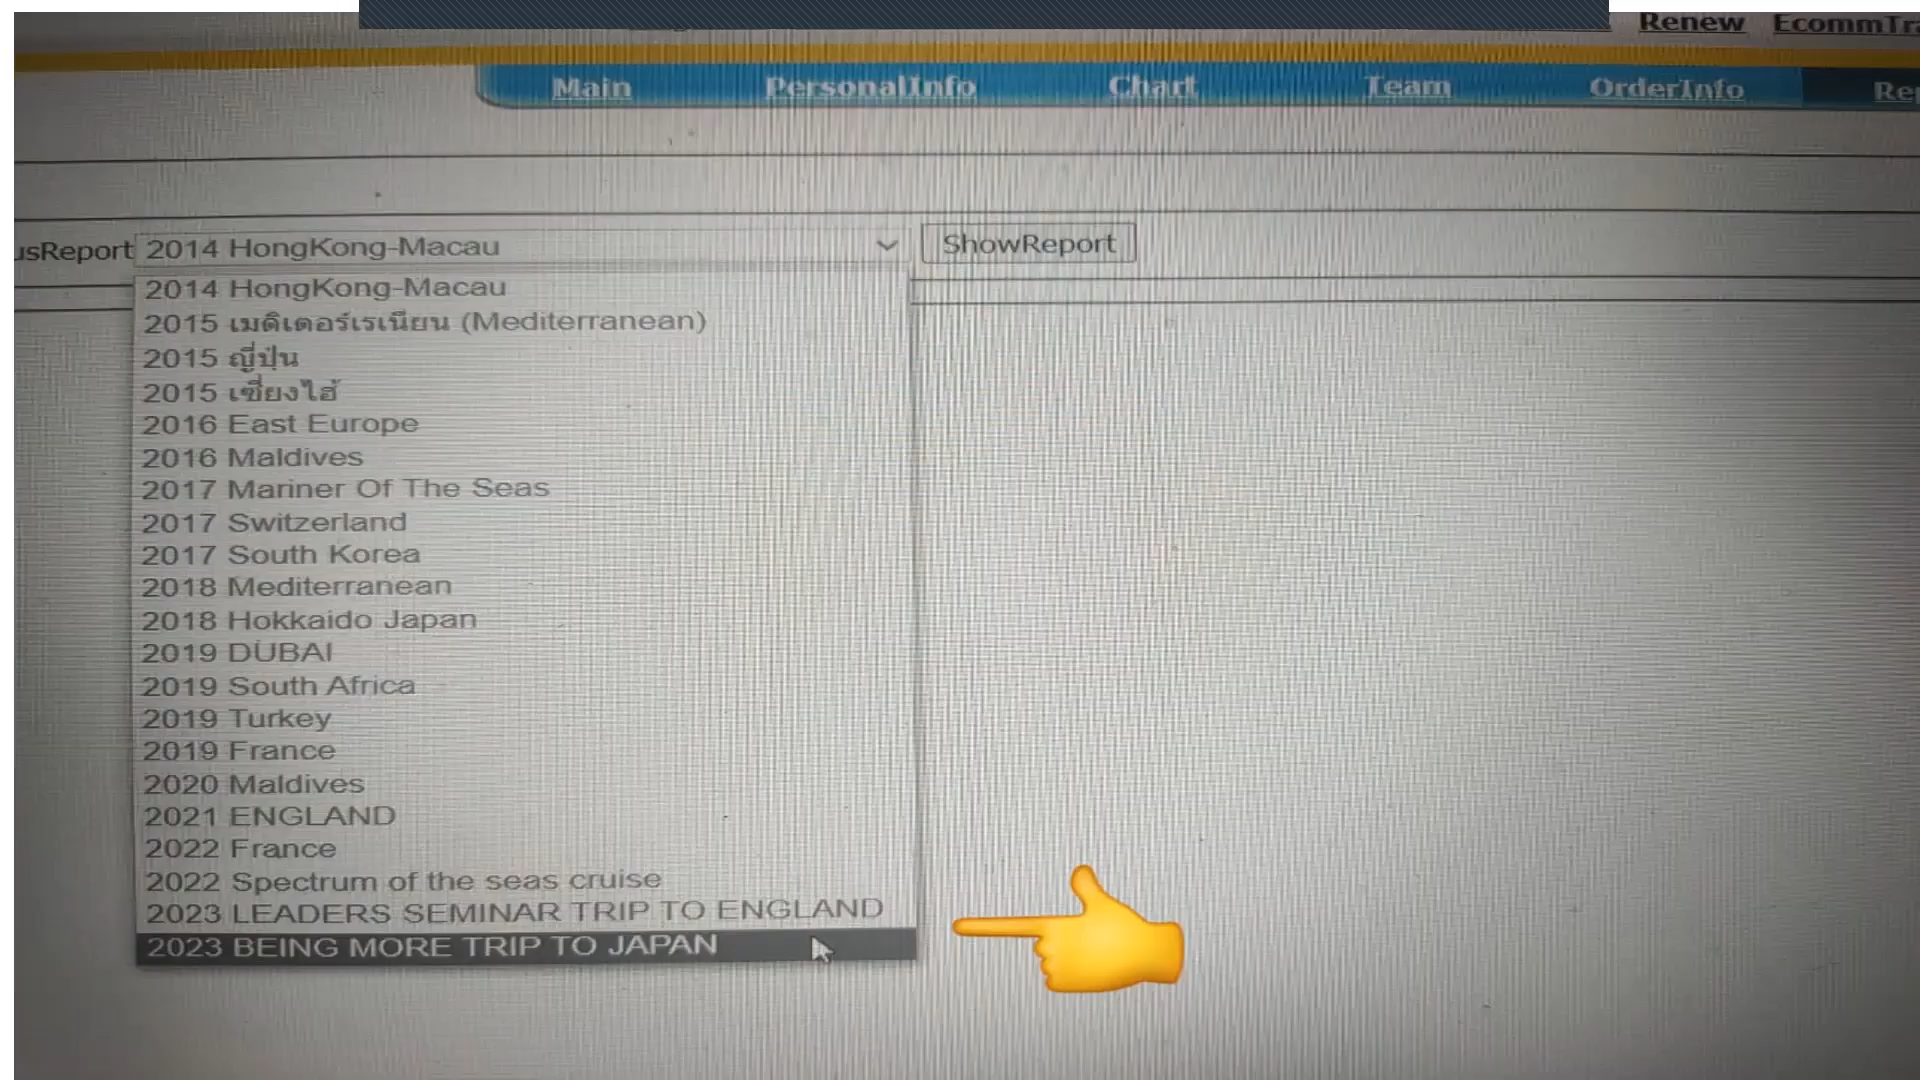 Renew
Main PersonalInfo Chart Team OrderInfo
2014 HongKong-Macau ShowReport
2014 HongKong-Macau
2015 เมดิเตอร์เรเนียน (Mediterranean)
2015 ญี่ปุ่น
2015 เซี่ยงไฮ้
2016 East Europe
2016 Maldives
2017 Mariner Of The Seas
2017 Switzerland
2017 South Korea
2018 Mediterranean
2018 Hokkaido Japan
2019 DUBAI
2019 South Africa
2019 Turkey
2019 France
2020 Maldives
2021 ENGLAND
2022 France
2022 Spectrum of the seas cruise
2023 LEADERS SEMINAR TRIP TO ENGLAND
2023 BEING MORE TRIP TO JAPAN